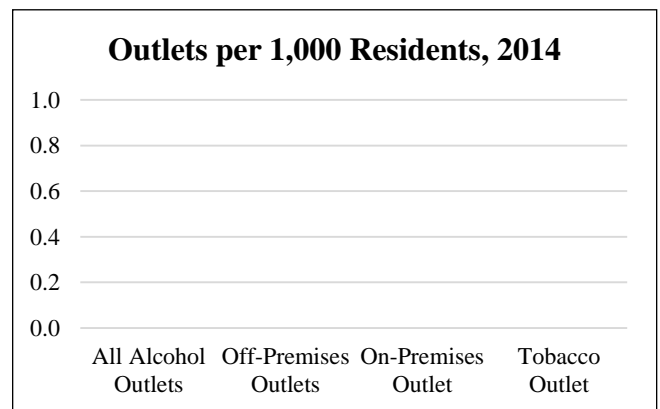 Outlets per 1,000 Residents, 2014
1.0
0.8
0.6
0.4
0.2
0.0
All Alcohol Off-Premises On-Premises Tobacco
Outlets Outlets Outlet Outlet